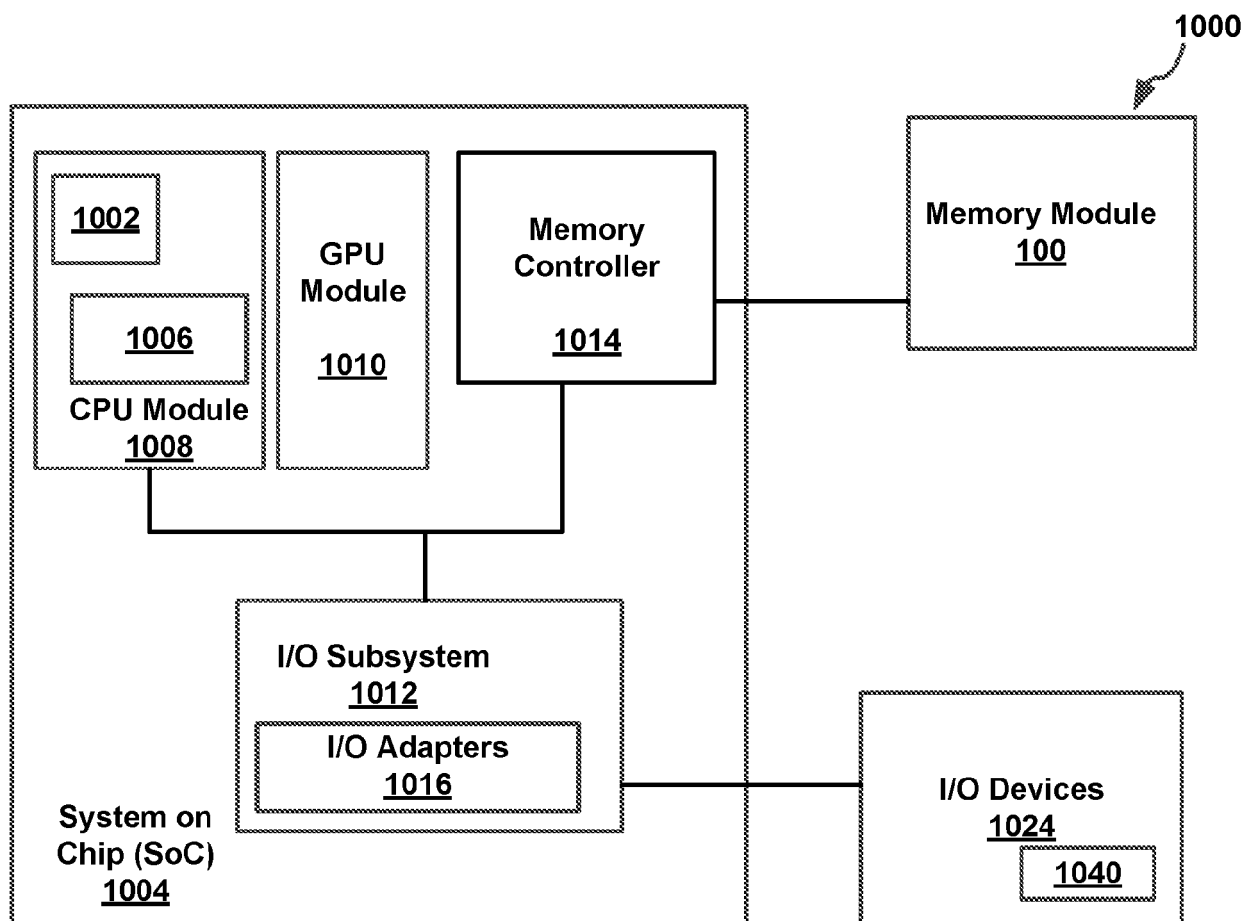 1000
1002
1006
CPU Module
1008
GPU
Module
1010
Memory
Controller
1014
Memory Module
100
I/O Subsystem
1012
I/O Adapters
1016
System on
Chip (SoC)
1004
I/O Devices
1024
1040